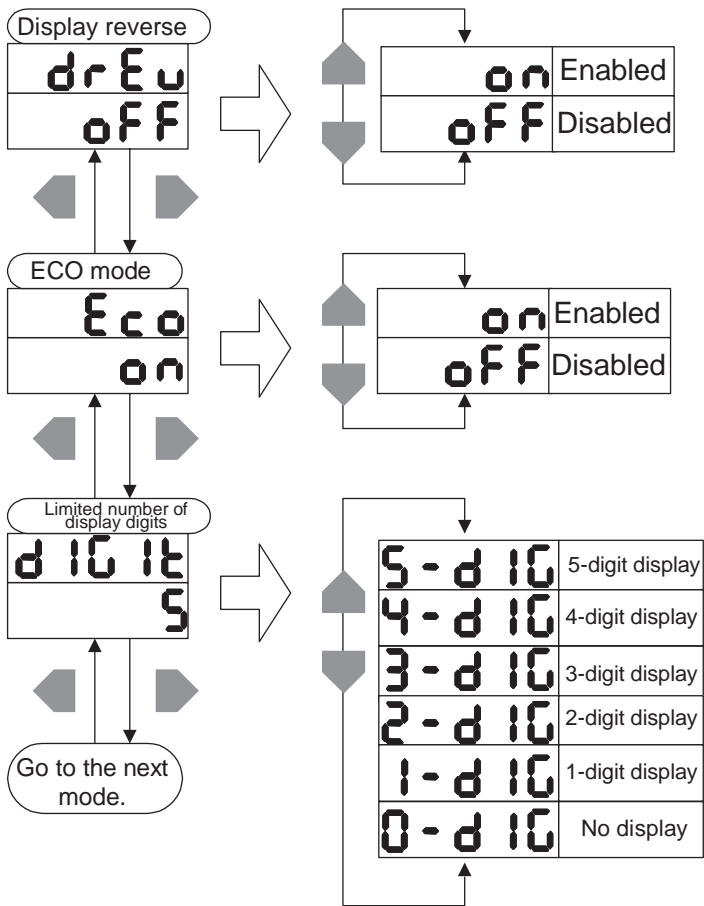 Display reverse
drEv
oFF
on Enabled
oFF Disabled
ECO mode
Eco
on
on Enabled
oFF Disabled
Limited number of
display digits
dIGIt
5
5-dIG 5-digit display
4-dIG 4-digit display
3-dIG 3-digit display
2-dIG 2-digit display
1-dIG 1-digit display
0-dIG No display
Go to the next
mode.